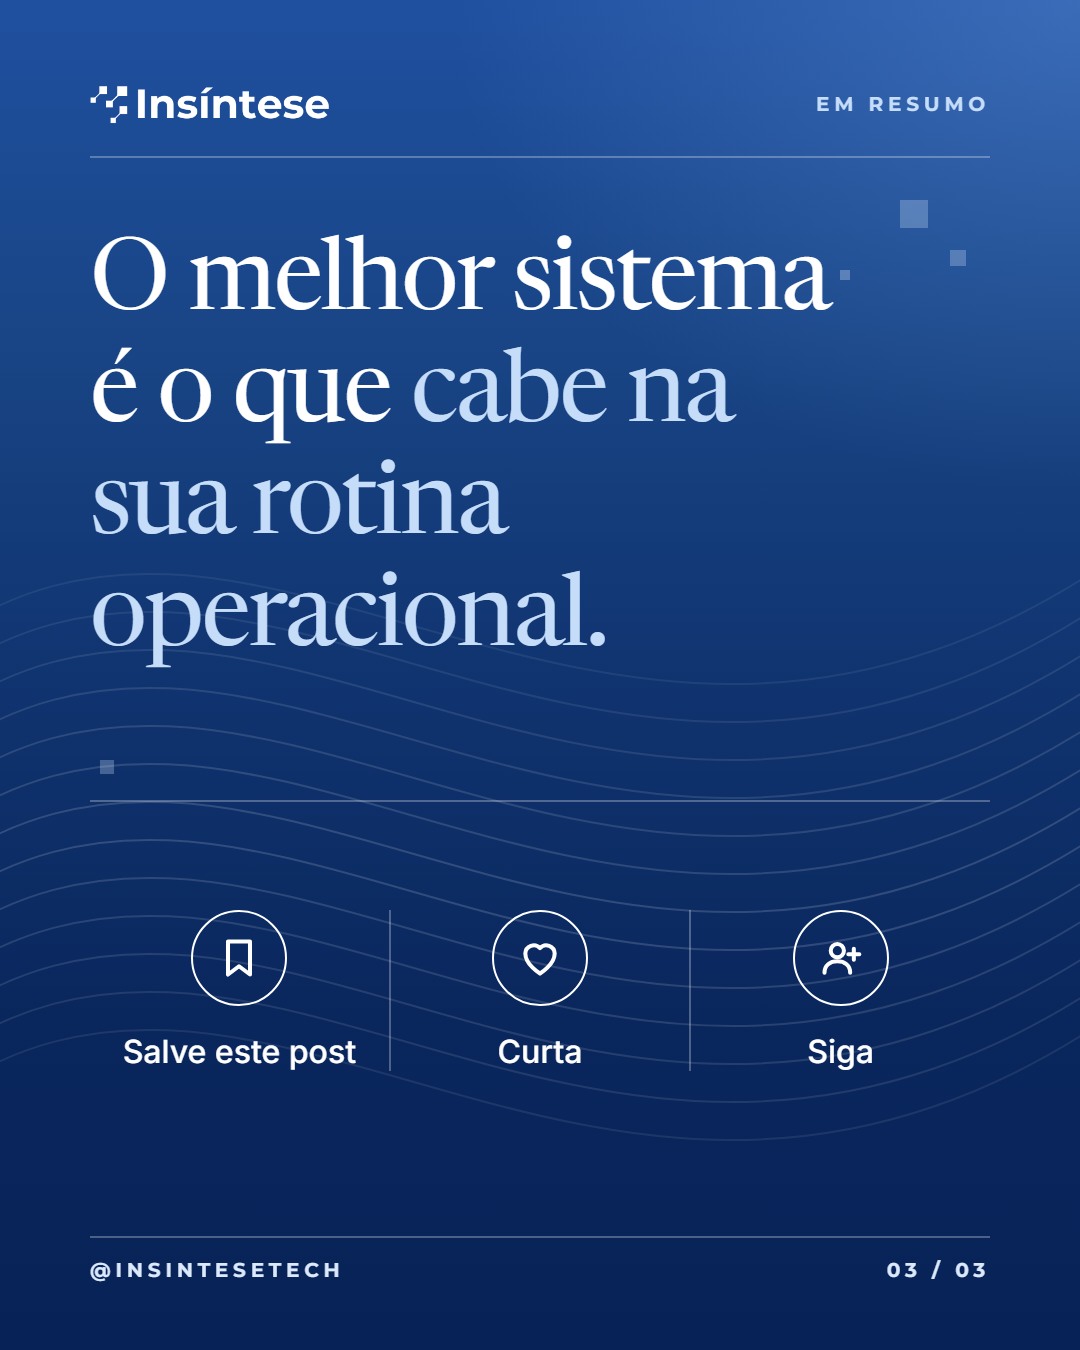 Insíntese
EM RESUMO
O melhor sistema
é o que cabe na
sua rotina
operacional.
Salve este post
Curta
Siga
@INSINTESETECH
03 / 03